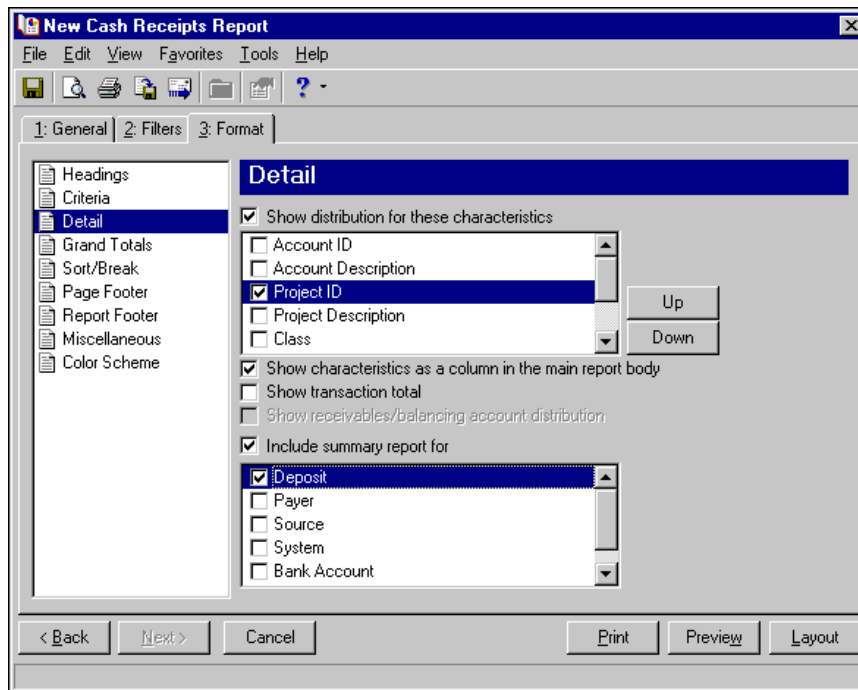 New Cash Receipts Report
File Edit View Favorites Tools Help
?
1: General 2: Filters 3: Format
Headings
Criteria
Detail
Grand Totals
Sort/Break
Page Footer
Report Footer
Miscellaneous
Color Scheme
Detail
Show distribution for these characteristics
Account ID
Account Description
Project ID
Project Description
Class
Up
Down
Show characteristics as a column in the main report body
Show transaction total
Show receivables/balancing account distribution
Include summary report for
Deposit
Payer
Source
System
Bank Account
< Back Next > Cancel Print Preview Layout